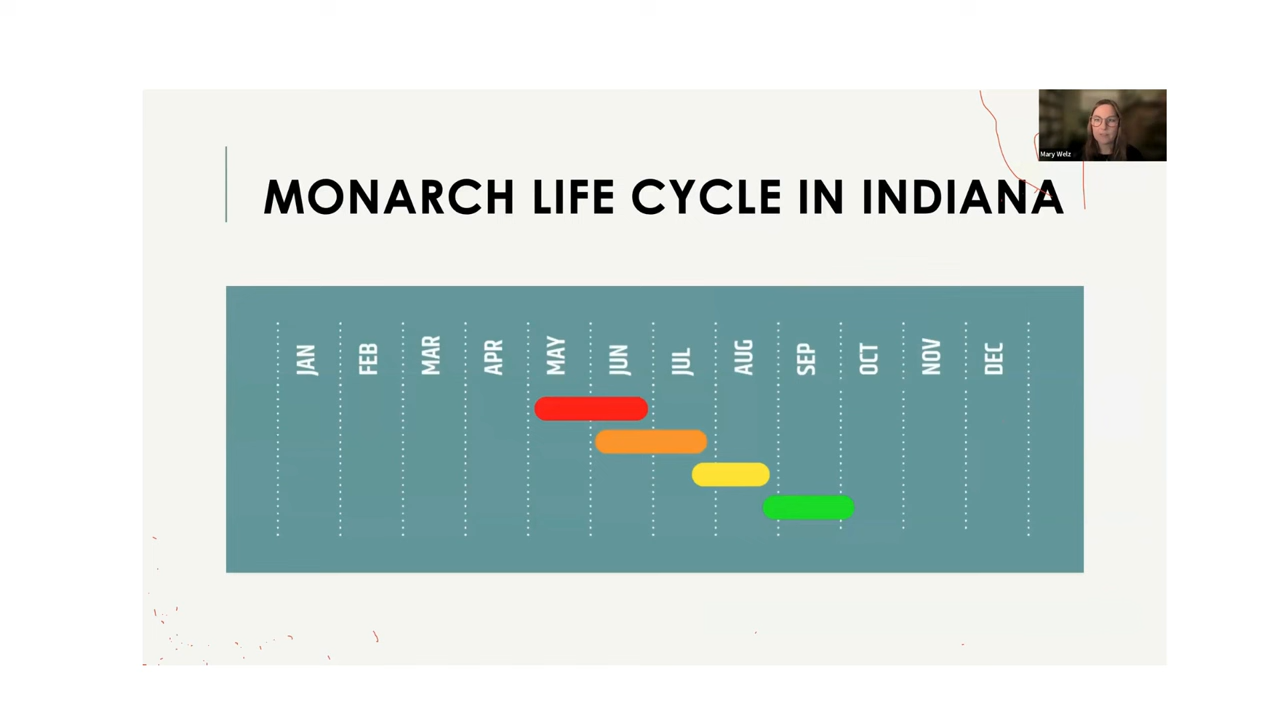 Mary Welz
MONARCH LIFE CYCLE IN INDIANA
JAN
FEB
MAR
APR
MAY
JUN
JUL
AUG
SEP
OCT
NOV
DEC